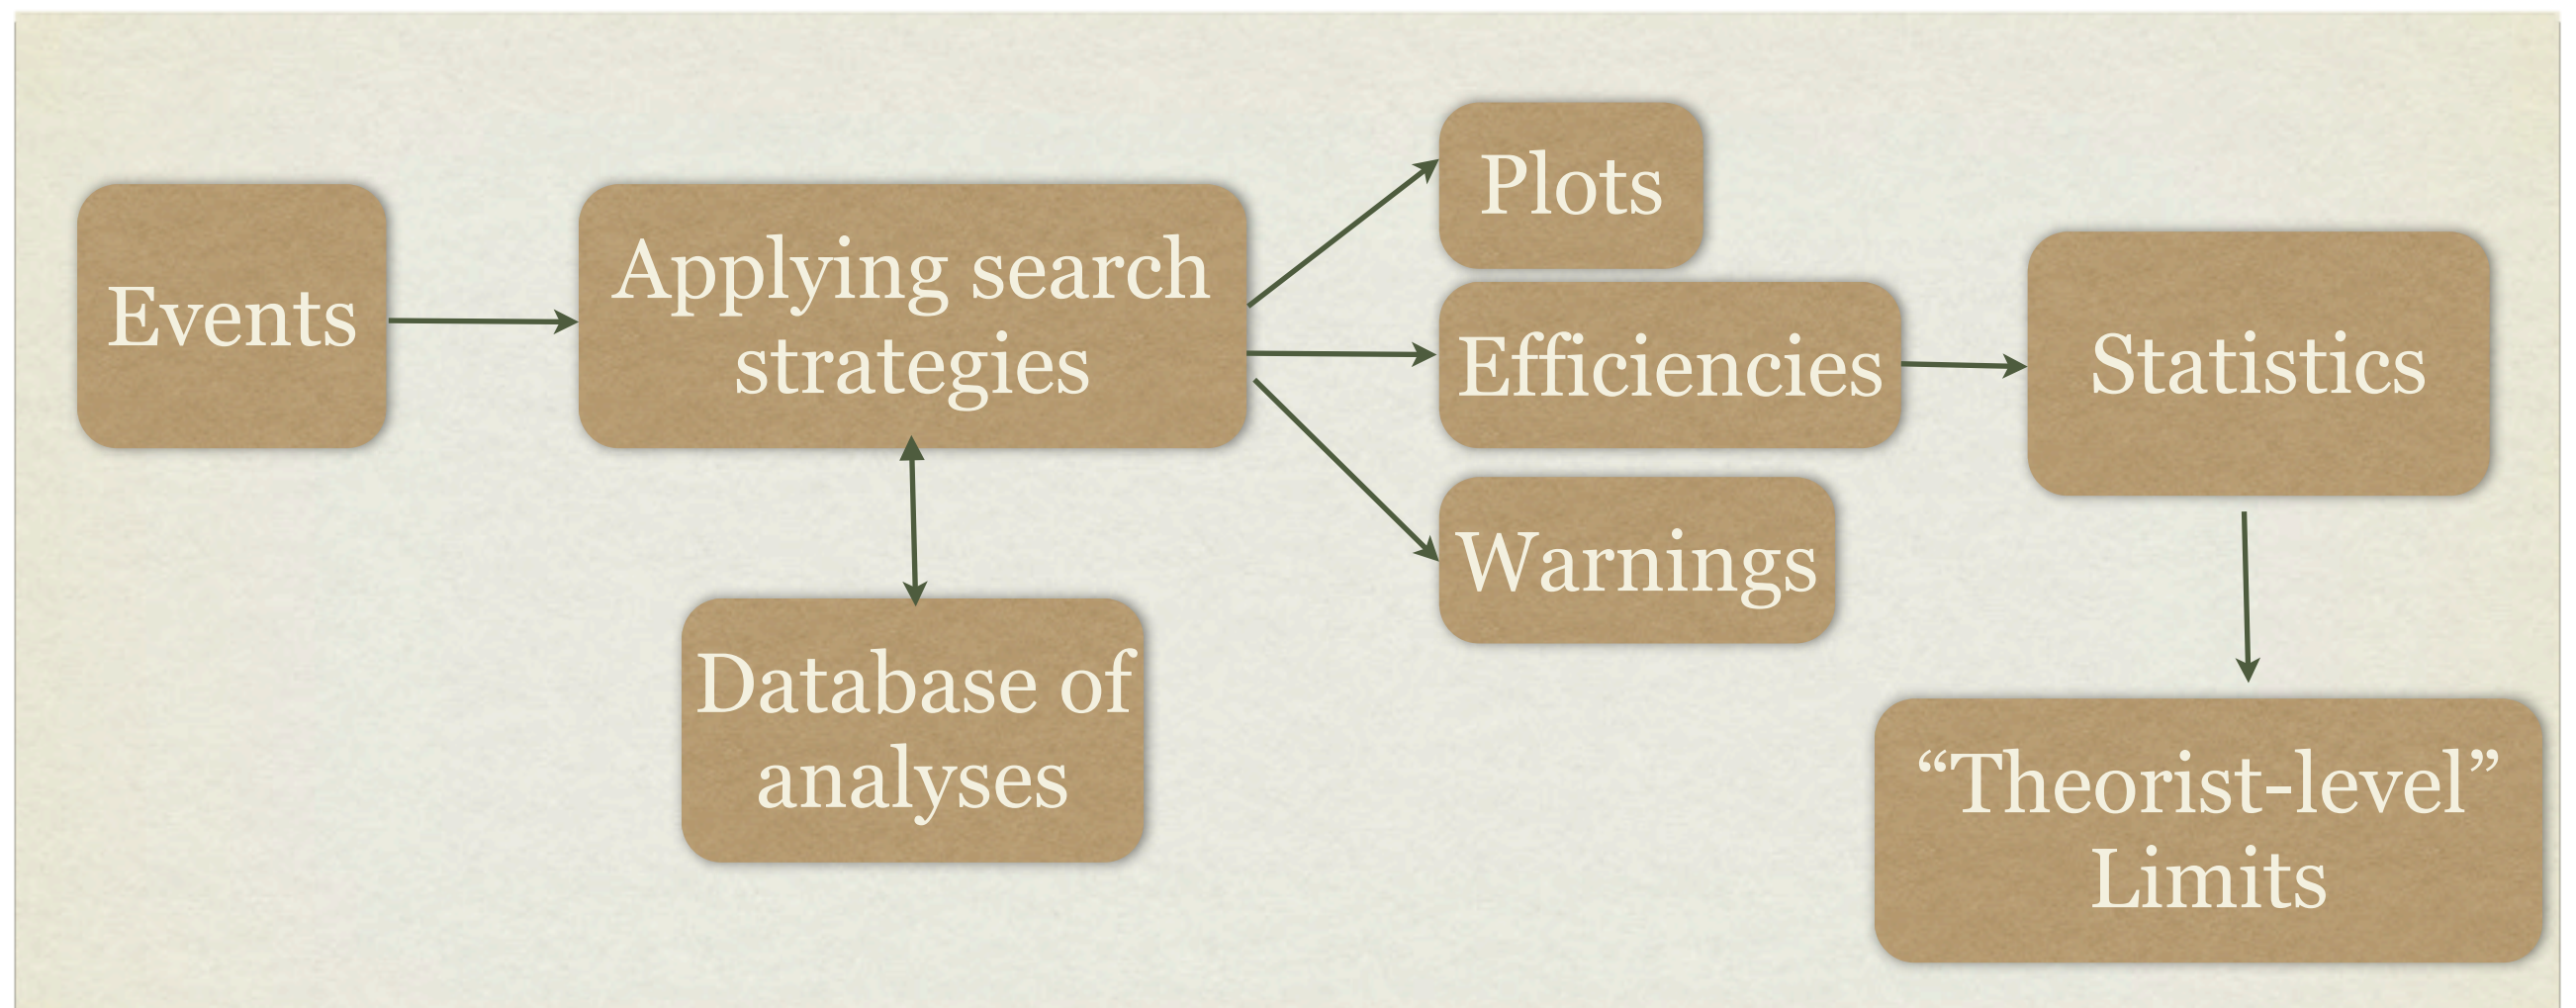 Events
Applying search
strategies
Database of
analyses
Plots
Efficiencies
Warnings
Statistics
“Theorist-level”
Limits